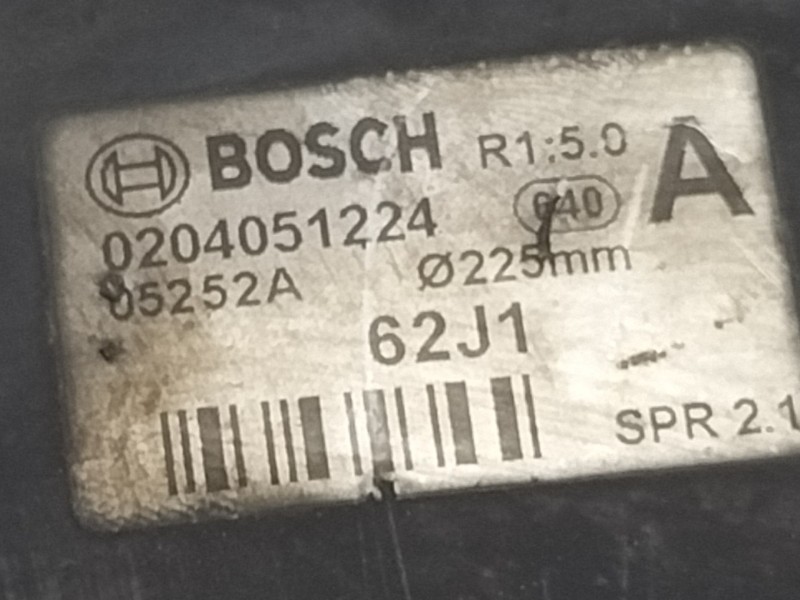 BOSCH R1:5.0 A
0204051224 640
05252A Ø225mm
62J1
SPR 2.1